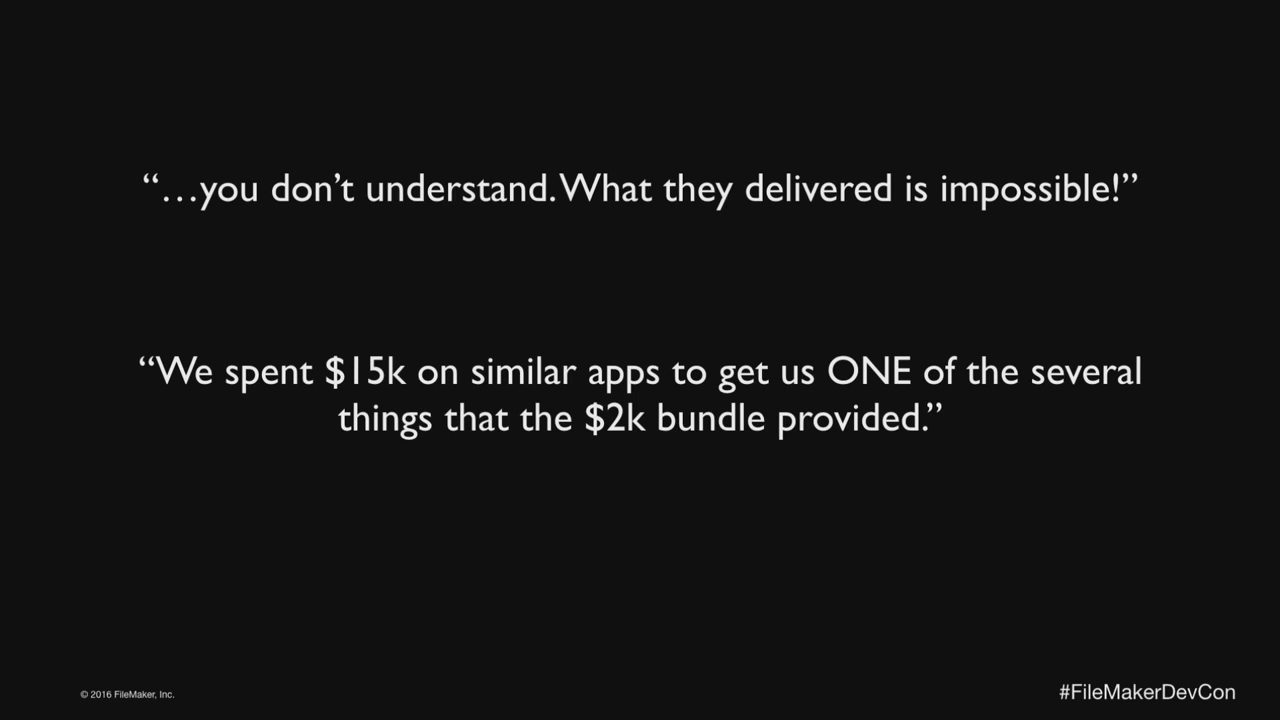 “…you don’t understand. What they delivered is impossible!”
“We spent $15k on similar apps to get us ONE of the several
things that the $2k bundle provided.”
© 2016 FileMaker, Inc.
#FileMakerDevCon